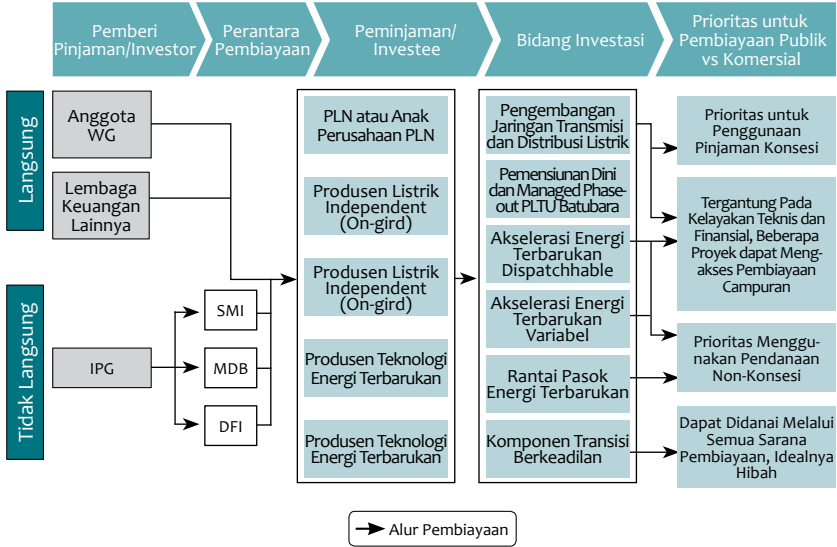 Pemberi
Pinjaman/Investor
Perantara
Pembiayaan
Peminjaman/
Investee
Bidang Investasi
Prioritas untuk
Pembiayaan Publik
vs Komersial
Langsung
Anggota
WG
Lembaga
Keuangan
Lainnya
Tidak Langsung
IPG
SMI
MDB
DFI
PLN atau Anak
Perusahaan PLN
Produsen Listrik
Independent
(On-gird)
Produsen Listrik
Independent
(On-gird)
Produsen Teknologi
Energi Terbarukan
Produsen Teknologi
Energi Terbarukan
Pengembangan
Jaringan Transmisi
dan Distribusi Listrik
Pemensiunan Dini
dan Managed Phase-
out PLTU Batubara
Akselerasi Energi
Terbarukan
Dispatchhable
Akselerasi Energi
Terbarukan
Variabel
Rantai Pasok
Energi Terbarukan
Komponen Transisi
Berkeadilan
Prioritas untuk
Penggunaan
Pinjaman Konsesi
Tergantung Pada
Kelayakan Teknis dan
Finansial, Beberapa
Proyek dapat Meng-
akses Pembiayaan
Campuran
Prioritas Menggu-
nakan Pendanaan
Non-Konsesi
Dapat Didanai Melalui
Semua Sarana
Pembiayaan, Idealnya
Hibah
Alur Pembiayaan